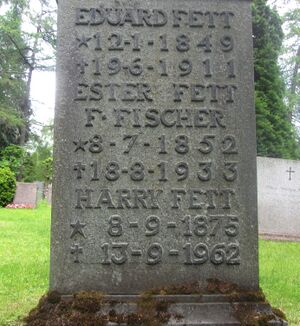 EDUARD FETT
★12-1-1849
†19-6-1911
ESTER FETT
F. FISCHER
★8-7-1852
†18-8-1933
HARRY FETT
★ 8-9-1875
† 13-9-1962